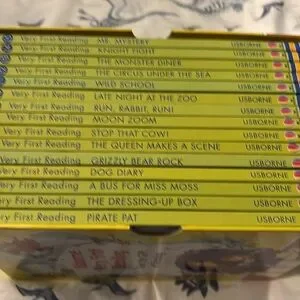 Very First Reading MR. MYSTERY USBORNE
Very First Reading KNIGHT FIGHT USBORNE
Very First Reading THE MONSTER DINER USBORNE
Very First Reading THE CIRCUS UNDER THE SEA USBORNE
Very First Reading WILD SCHOOL USBORNE
Very First Reading LATE NIGHT AT THE ZOO USBORNE
Very First Reading RUN, RABBIT, RUN! USBORNE
Very First Reading MOON ZOOM USBORNE
Very First Reading STOP THAT COW! USBORNE
Very First Reading THE QUEEN MAKES A SCENE USBORNE
Very First Reading GRIZZLY BEAR ROCK USBORNE
Very First Reading DOG DIARY USBORNE
Very First Reading A BUS FOR MISS MOSS USBORNE
Very First Reading THE DRESSING-UP BOX USBORNE
Very First Reading PIRATE PAT USBORNE